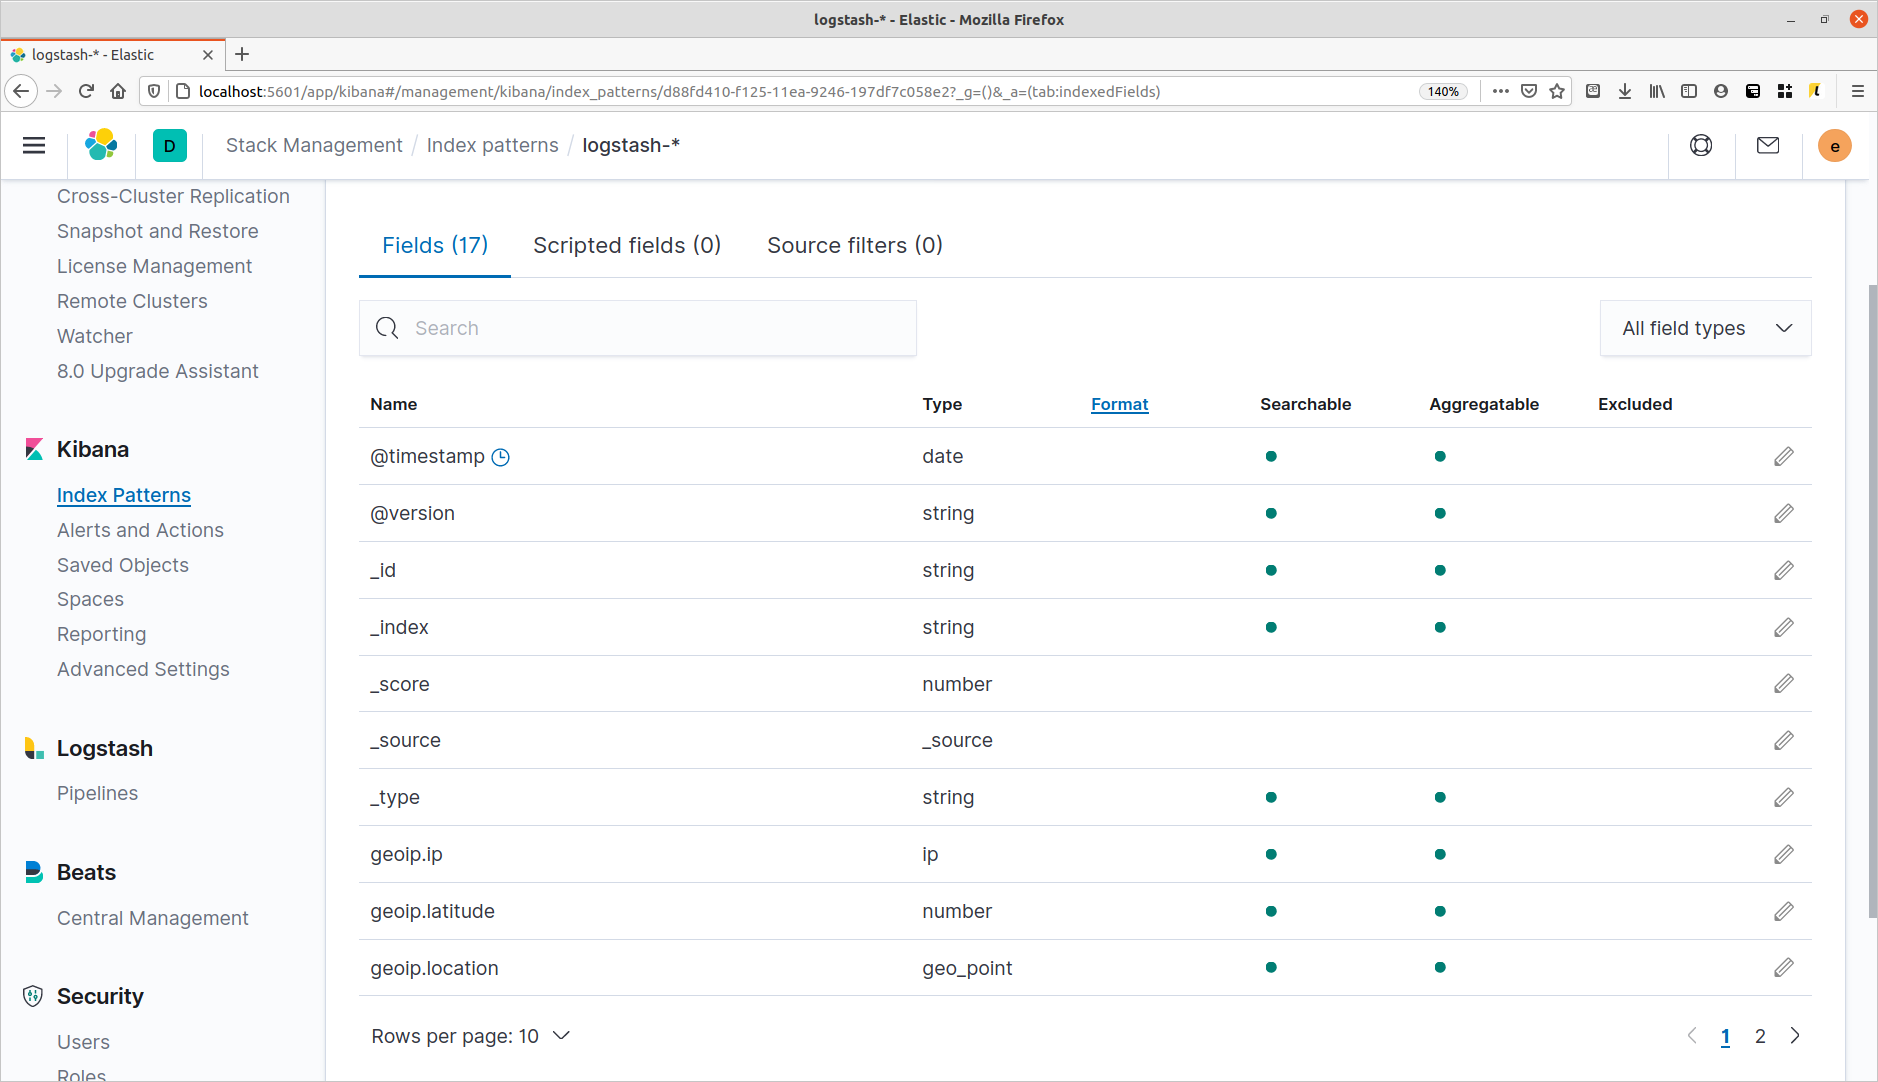 logstash-* - Elastic - Mozilla Firefox
logstash-* - Elastic
localhost:5601/app/kibana#/management/kibana/index_patterns/d88fd410-f125-11ea-9246-197df7c058e2?_g=()&_a=(tab:indexedFields)
140%
D
Stack Management / Index patterns / logstash-*
e
Cross-Cluster Replication
Snapshot and Restore
License Management
Remote Clusters
Watcher
8.0 Upgrade Assistant
Kibana
Index Patterns
Alerts and Actions
Saved Objects
Spaces
Reporting
Advanced Settings
Logstash
Pipelines
Beats
Central Management
Security
Users
Roles
Fields (17) Scripted fields (0) Source filters (0)
Search
All field types
Name Type Format Searchable Aggregatable Excluded
@timestamp date
@version string
_id string
_index string
_score number
_source _source
_type string
geoip.ip ip
geoip.latitude number
geoip.location geo_point
Rows per page: 10
1 2